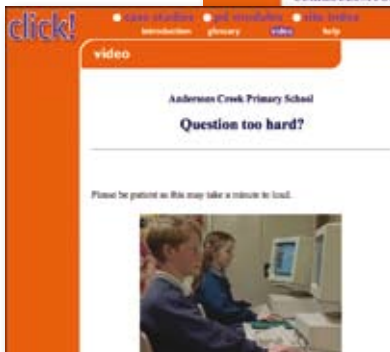 click!
case studies pd modules site index
introduction glossary video help
video
Andersons Creek Primary School
Question too hard?
Please be patient as this may take a minute to load.